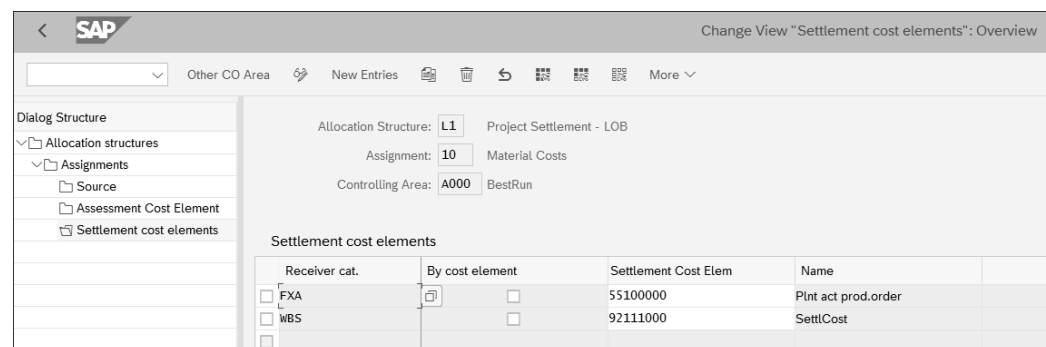 SAP
Change View "Settlement cost elements": Overview
Other CO Area New Entries More
Dialog Structure
Allocation structures
Assignments
Source
Assessment Cost Element
Settlement cost elements
Allocation Structure: L1 Project Settlement - LOB
Assignment: 10 Material Costs
Controlling Area: A000 BestRun
Settlement cost elements
Receiver cat. By cost element Settlement Cost Elem Name
FXA 55100000 Plnt act prod.order
WBS 92111000 SettlCost